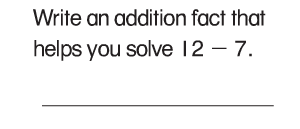 Write an addition fact that
helps you solve 12 − 7.